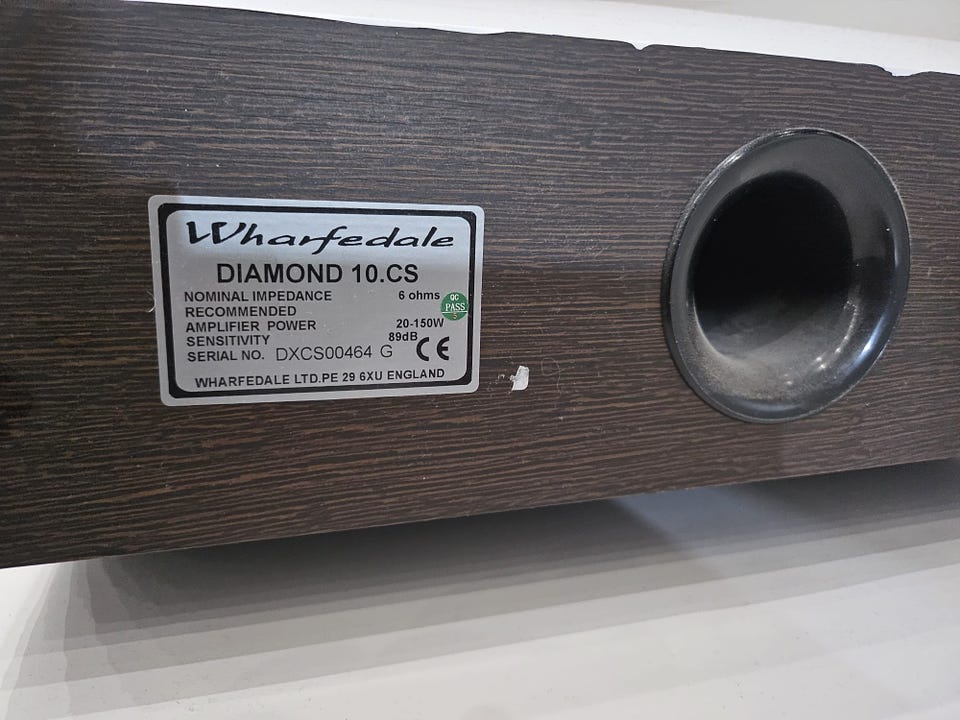 Wharfedale
DIAMOND 10.CS
NOMINAL IMPEDANCE 6 ohms
RECOMMENDED
AMPLIFIER POWER 20-150W
SENSITIVITY 89dB
SERIAL NO. DXCS00464 G CE
WHARFEDALE LTD.PE 29 6XU ENGLAND
QC
PASS
5